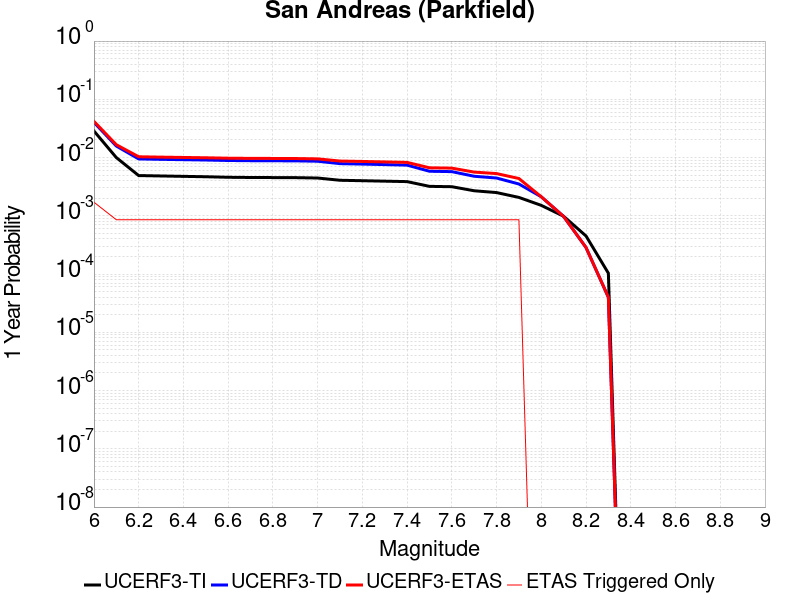 San Andreas (Parkfield)
10^0
10^-1
10^-2
10^-3
10^-4
10^-5
10^-6
10^-7
10^-8
1 Year Probability
6 6.2 6.4 6.6 6.8 7 7.2 7.4 7.6 7.8 8 8.2 8.4 8.6 8.8 9
Magnitude
UCERF3-TI UCERF3-TD UCERF3-ETAS ETAS Triggered Only